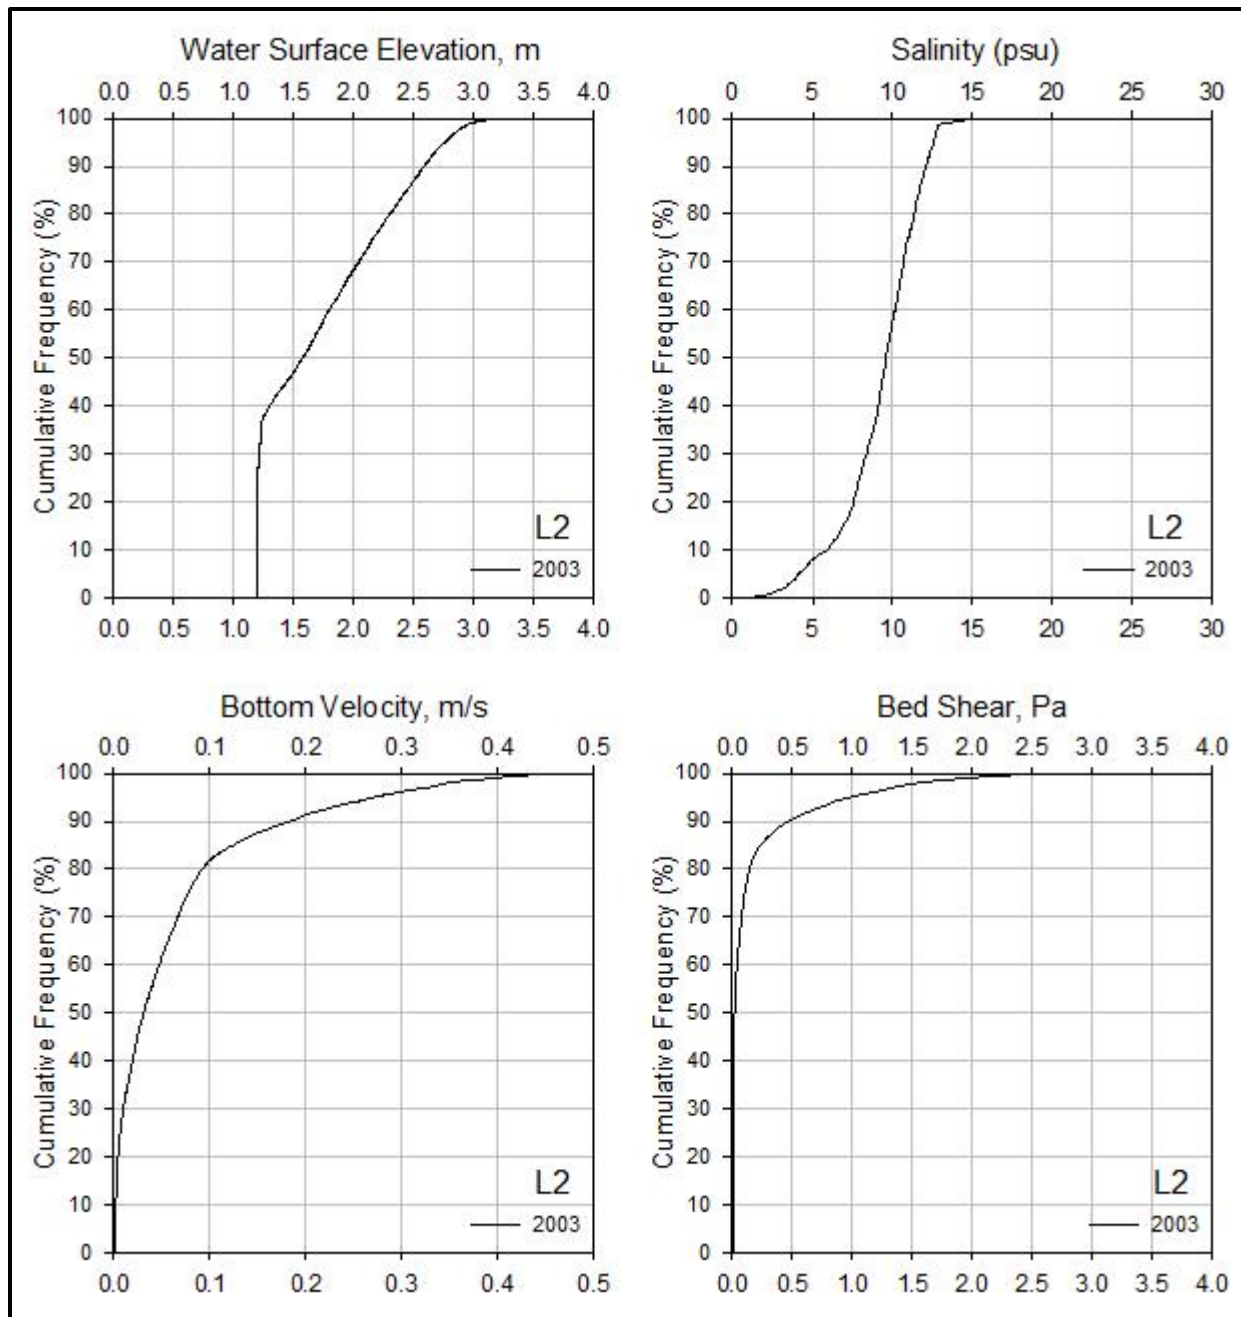 Water Surface Elevation, m
0.0 0.5 1.0 1.5 2.0 2.5 3.0 3.5 4.0
100
90
80
70
60
50
40
30
20
10
0
Cumulative Frequency (%)
L2
2003
0.0 0.5 1.0 1.5 2.0 2.5 3.0 3.5 4.0
Salinity (psu)
0 5 10 15 20 25 30
100
90
80
70
60
50
40
30
20
10
0
Cumulative Frequency (%)
L2
2003
0 5 10 15 20 25 30
Bottom Velocity, m/s
0.0 0.1 0.2 0.3 0.4 0.5
100
90
80
70
60
50
40
30
20
10
0
Cumulative Frequency (%)
L2
2003
0.0 0.1 0.2 0.3 0.4 0.5
Bed Shear, Pa
0.0 0.5 1.0 1.5 2.0 2.5 3.0 3.5 4.0
100
90
80
70
60
50
40
30
20
10
0
Cumulative Frequency (%)
L2
2003
0.0 0.5 1.0 1.5 2.0 2.5 3.0 3.5 4.0